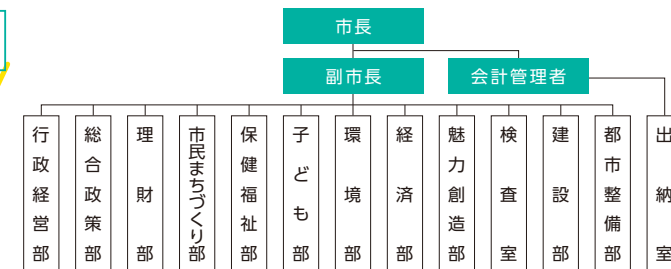 市長
副市長
会計管理者
行政経営部
総合政策部
理財部
市民まちづくり部
保健福祉部
子ども部
環境部
経済部
魅力創造部
検査室
建設部
都市整備部
出納室